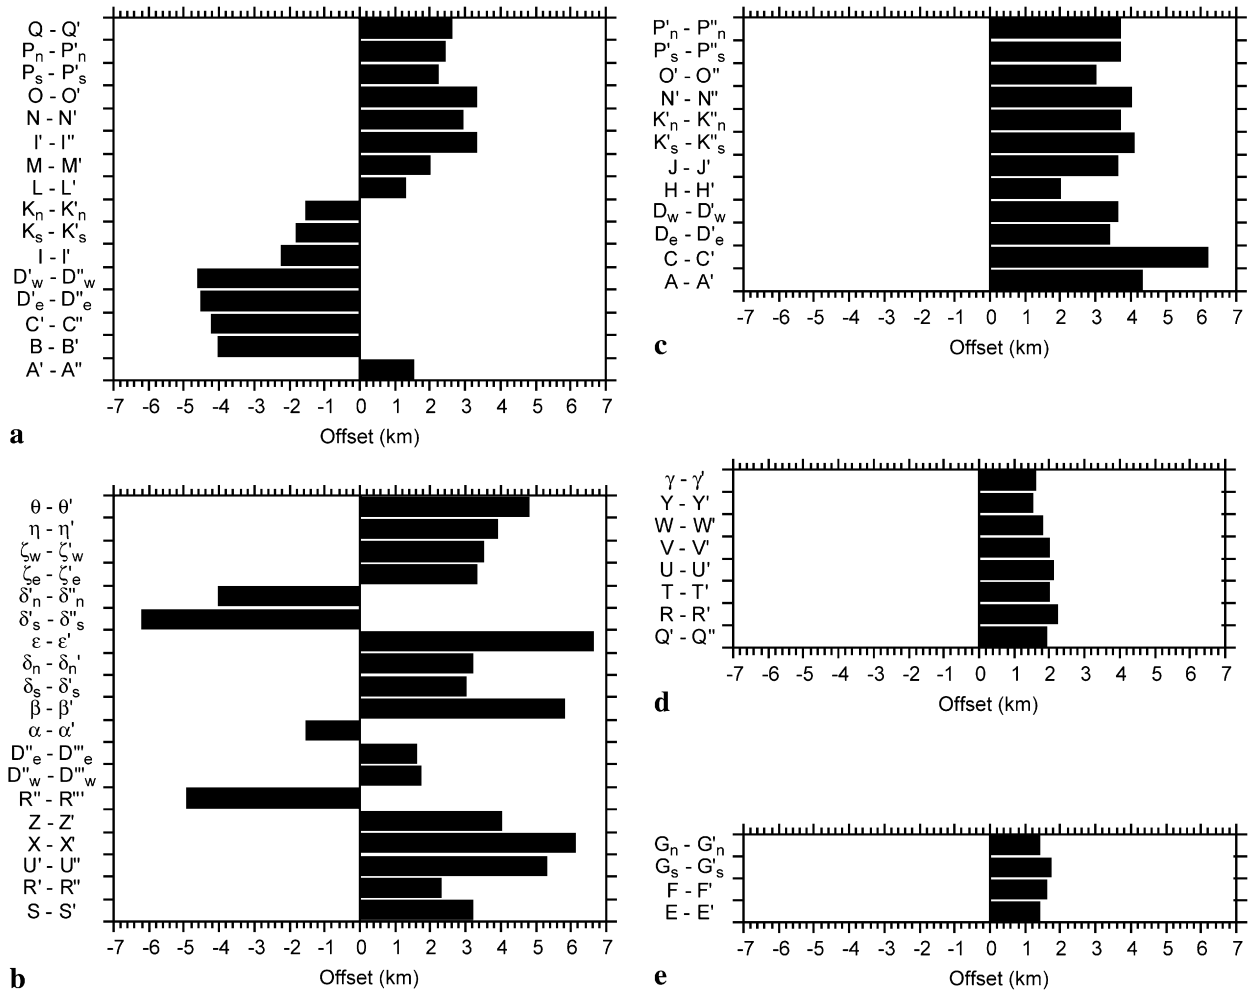 Q - Q'
Pn - P'n
Ps - P's
O - O'
N - N'
I' - I"
M - M'
L - L'
Kn - K'n
Ks - K's
I - I'
D'w - D"w
D'e - D"e
C' - C"
B - B'
A' - A"
-7 -6 -5 -4 -3 -2 -1 0 1 2 3 4 5 6 7
Offset (km)
a
θ - θ'
η - η'
ζw - ζ'w
ζe - ζ'e
δ'n - δ"n
δ's - δ"s
ε - ε'
δn - δn'
δs - δ's
β - β'
α - α'
D"e - D"'e
D"w - D"'w
R" - R"'
Z - Z'
X - X'
U' - U"
R' - R"
S - S'
-7 -6 -5 -4 -3 -2 -1 0 1 2 3 4 5 6 7
Offset (km)
b
P'n - P"n
P's - P"s
O' - O"
N' - N"
K'n - K"n
K's - K"s
J - J'
H - H'
Dw - D'w
De - D'e
C - C'
A - A'
-7 -6 -5 -4 -3 -2 -1 0 1 2 3 4 5 6 7
Offset (km)
c
γ - γ'
Y - Y'
W - W'
V - V'
U - U'
T - T'
R - R'
Q' - Q"
-7 -6 -5 -4 -3 -2 -1 0 1 2 3 4 5 6 7
Offset (km)
d
Gn - G'n
Gs - G's
F - F'
E - E'
-7 -6 -5 -4 -3 -2 -1 0 1 2 3 4 5 6 7
Offset (km)
e